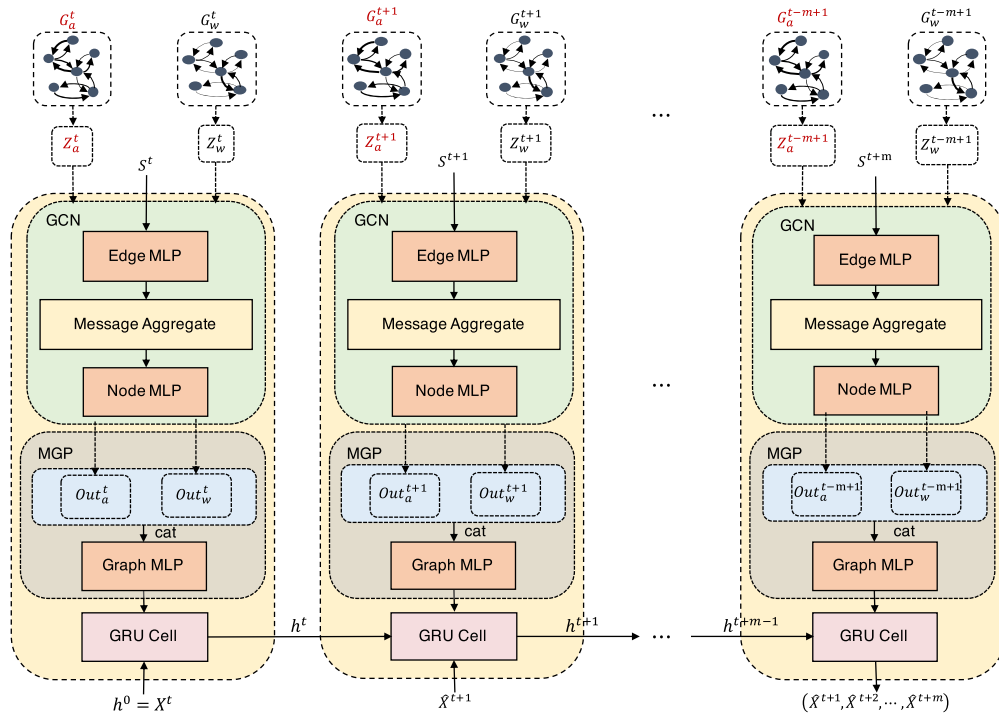 G_a^t G_w^t G_a^{t+1} G_w^{t+1} G_a^{t-m+1} G_w^{t-m+1}
...
Z_a^t Z_w^t Z_a^{t+1} Z_w^{t+1} Z_a^{t-m+1} Z_w^{t-m+1}
S^t S^{t+1} S^{t+m}
GCN GCN GCN
Edge MLP Edge MLP Edge MLP
Message Aggregate Message Aggregate Message Aggregate
Node MLP Node MLP ... Node MLP
MGP MGP MGP
Out_a^t Out_w^t Out_a^{t+1} Out_w^{t+1} Out_a^{t-m+1} Out_w^{t-m+1}
cat cat cat
Graph MLP Graph MLP Graph MLP
GRU Cell h^t GRU Cell h^{t+1} ... h^{t+m-1} GRU Cell
h^0 = X^t X̂^{t+1} (X̂^{t+1}, X̂^{t+2}, ⋯, X̂^{t+m})